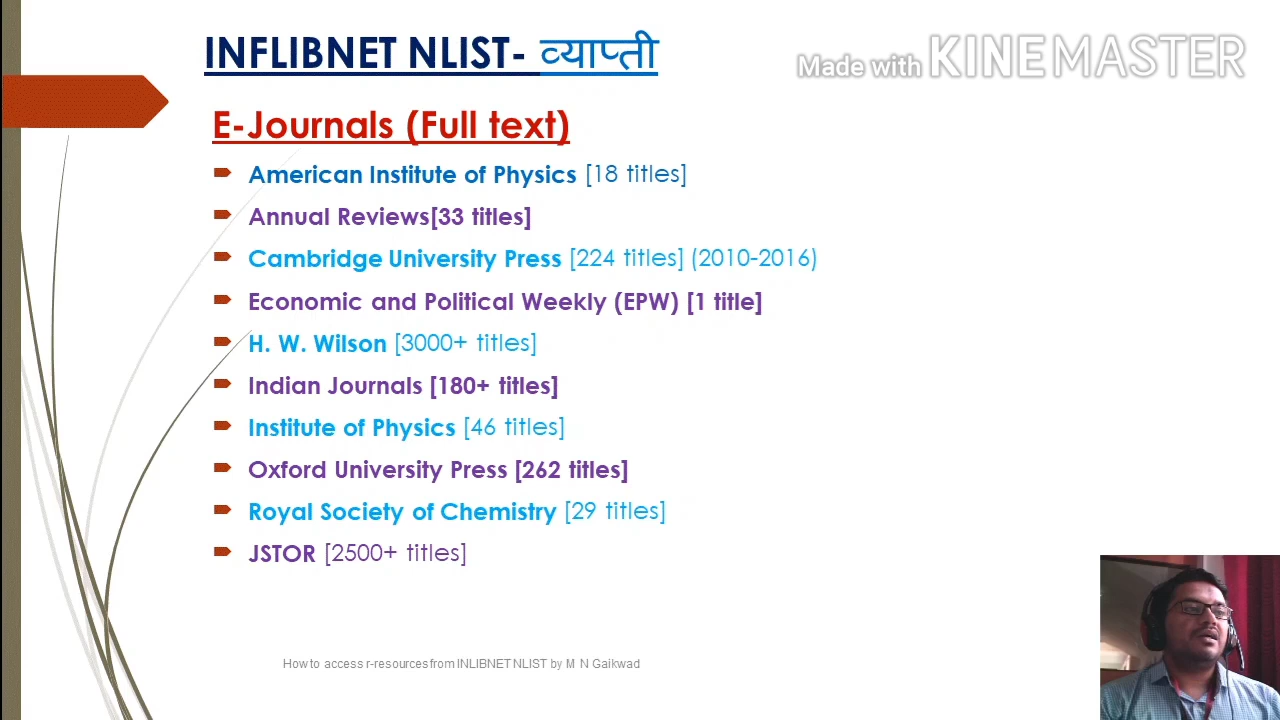 INFLIBNET NLIST- व्याप्ती
Made with KINEMASTER
E-Journals (Full text)
American Institute of Physics [18 titles]
Annual Reviews[33 titles]
Cambridge University Press [224 titles] (2010-2016)
Economic and Political Weekly (EPW) [1 title]
H. W. Wilson [3000+ titles]
Indian Journals [180+ titles]
Institute of Physics [46 titles]
Oxford University Press [262 titles]
Royal Society of Chemistry [29 titles]
JSTOR [2500+ titles]
How to access r-resources from INLIBNET NLIST by M N Gaikwad